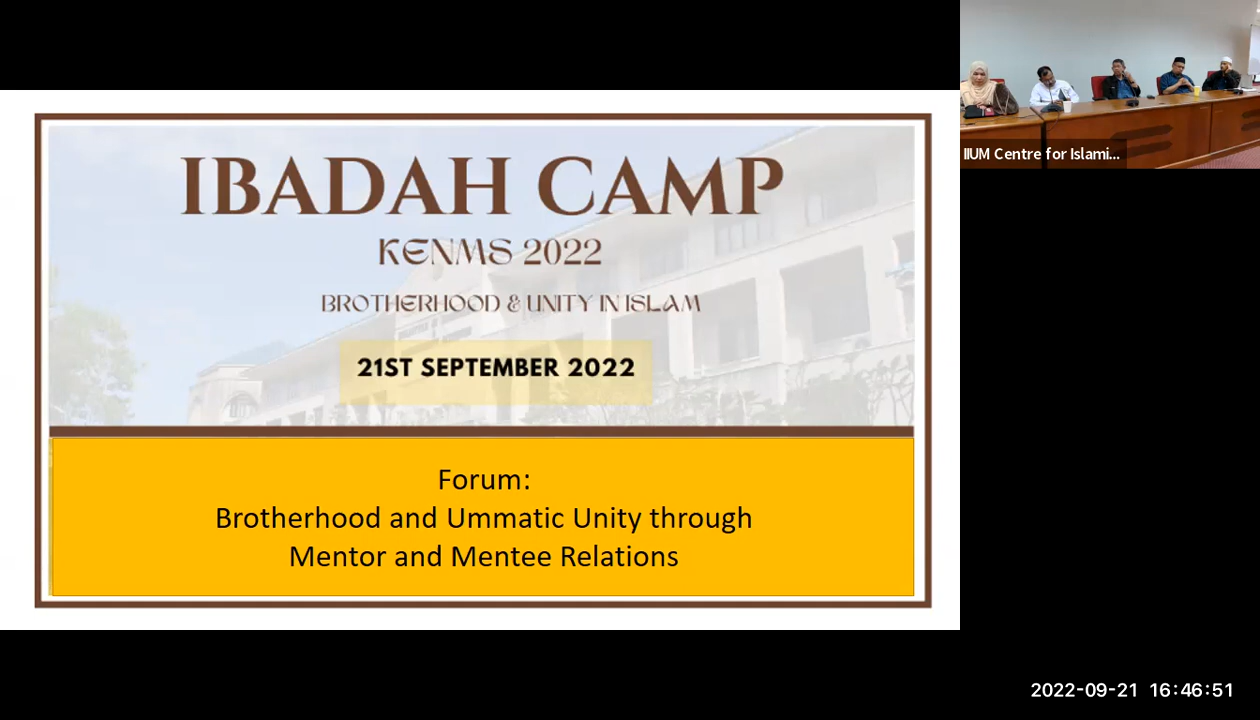 IBADAH CAMP
KENMS 2022
BROTHERHOOD & UNITY IN ISLAM
21ST SEPTEMBER 2022
Forum:
Brotherhood and Ummatic Unity through
Mentor and Mentee Relations
IIUM Centre for Islami...
2022-09-21 16:46:51